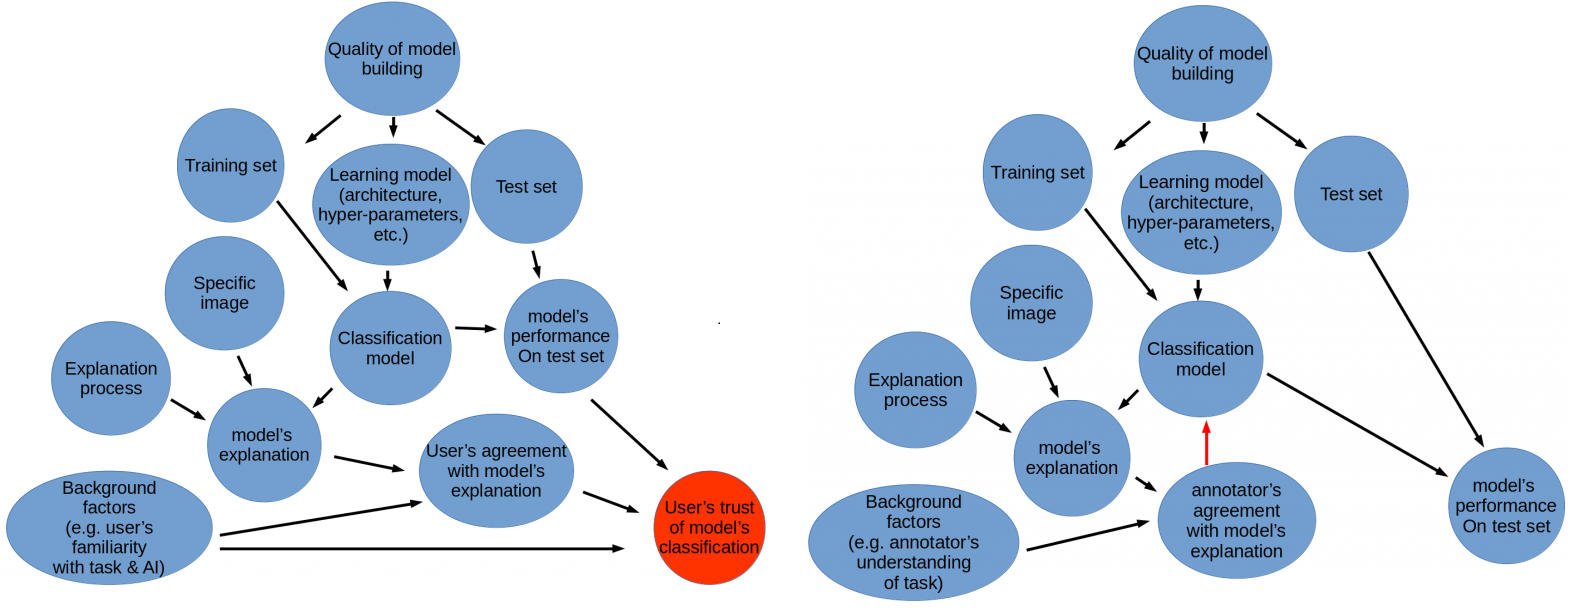 Quality of model
building
Training set
Learning model
(architecture,
hyper-parameters,
etc.)
Test set
Specific
image
Classification
model
model's
performance
On test set
Explanation
process
model's
explanation
User's agreement
with model's
explanation
Background
factors
(e.g. user's
familiarity
with task & AI)
User's trust
of model's
classification
.
Quality of model
building
Training set
Learning model
(architecture,
hyper-parameters,
etc.)
Test set
Specific
image
Classification
model
Explanation
process
model's
explanation
Background
factors
(e.g. annotator's
understanding
of task)
annotator's
agreement
with model's
explanation
model's
performance
On test set